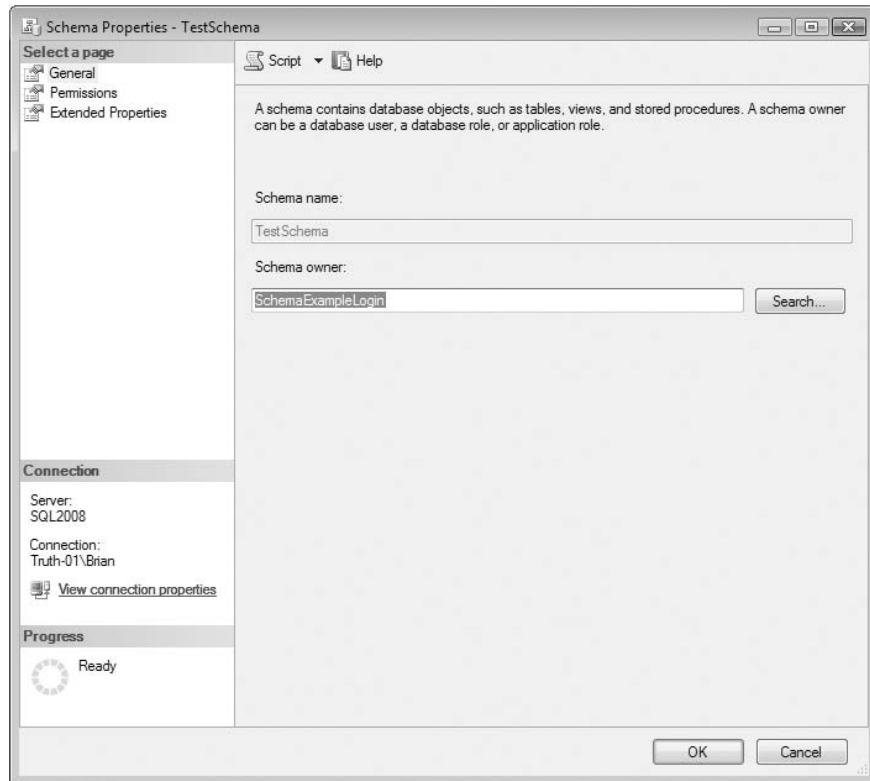 Schema Properties - TestSchema
Select a page
General
Permissions
Extended Properties
Script
Help
A schema contains database objects, such as tables, views, and stored procedures. A schema owner
can be a database user, a database role, or application role.
Schema name:
TestSchema
Schema owner:
SchemaExampleLogin
Search...
Connection
Server:
SQL2008
Connection:
Truth-01\Brian
View connection properties
Progress
Ready
OK
Cancel